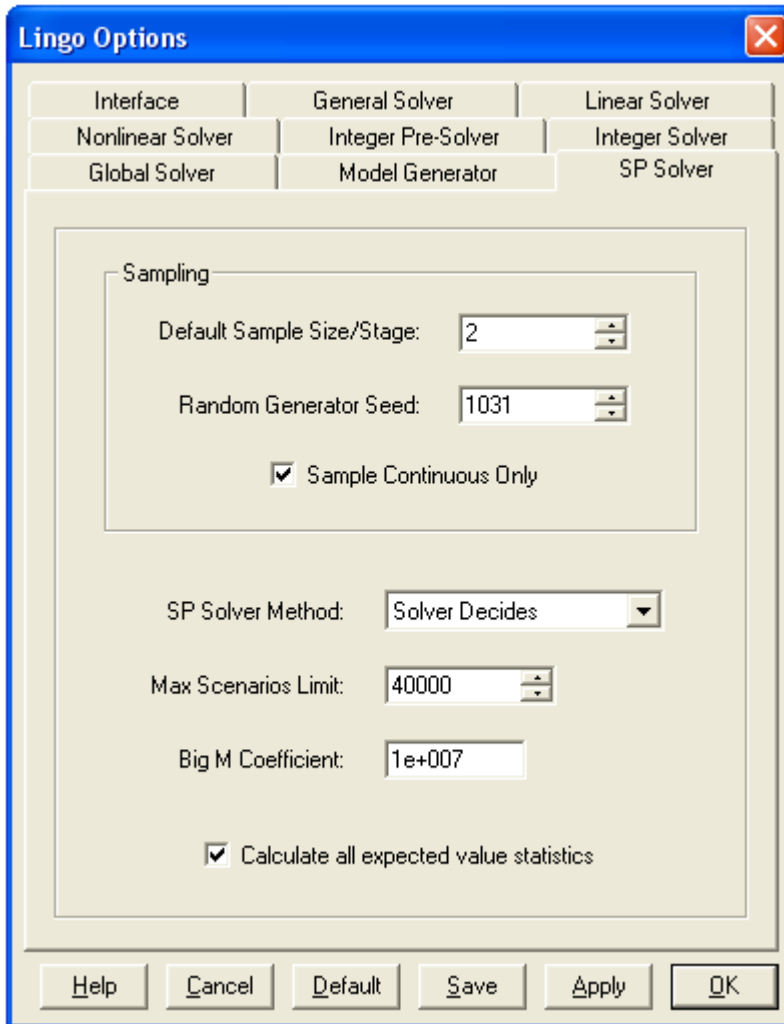 Lingo Options
Interface General Solver Linear Solver
Nonlinear Solver Integer Pre-Solver Integer Solver
Global Solver Model Generator SP Solver
Sampling
Default Sample Size/Stage: 2
Random Generator Seed: 1031
Sample Continuous Only
SP Solver Method: Solver Decides
Max Scenarios Limit: 40000
Big M Coefficient: 1e+007
Calculate all expected value statistics
Help Cancel Default Save Apply OK